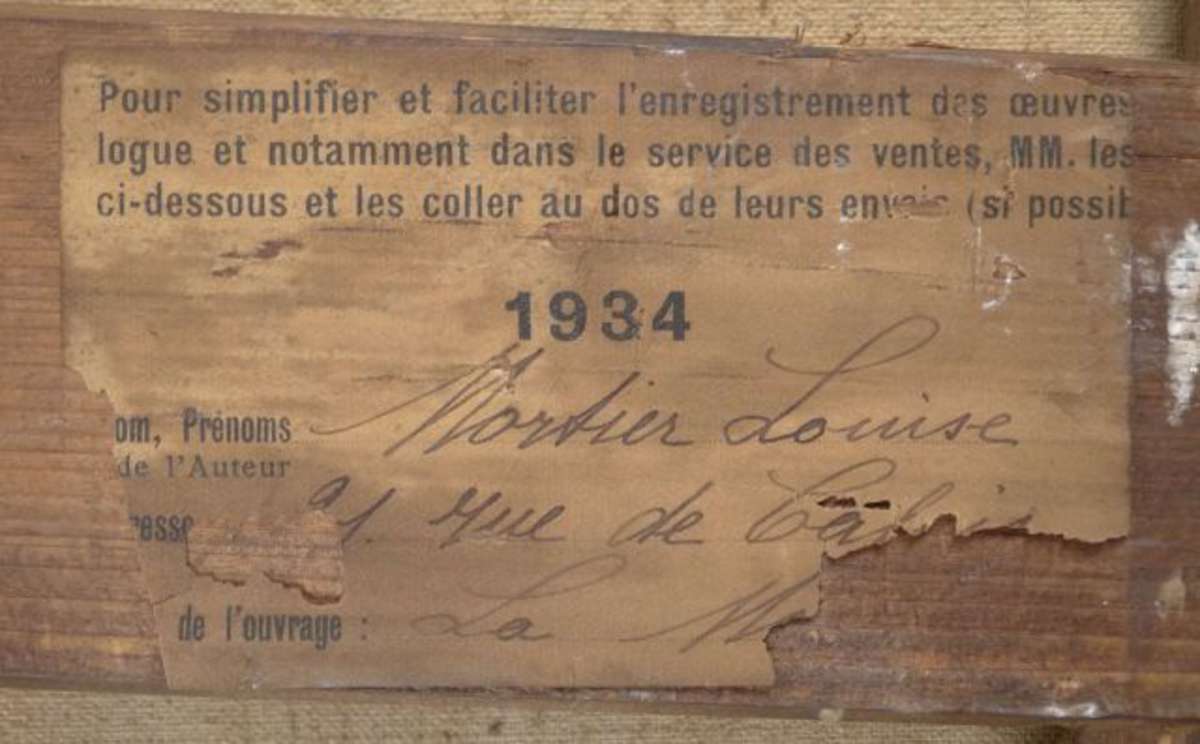 Pour simplifier et faciliter l'enregistrement des œuvres
logue et notamment dans le service des ventes, MM. les
ci-dessous et les coller au dos de leurs envois (si possib
1934
om, Prénoms Mortier Louise
de l'Auteur
resse 1. rue de
de l'ouvrage : La